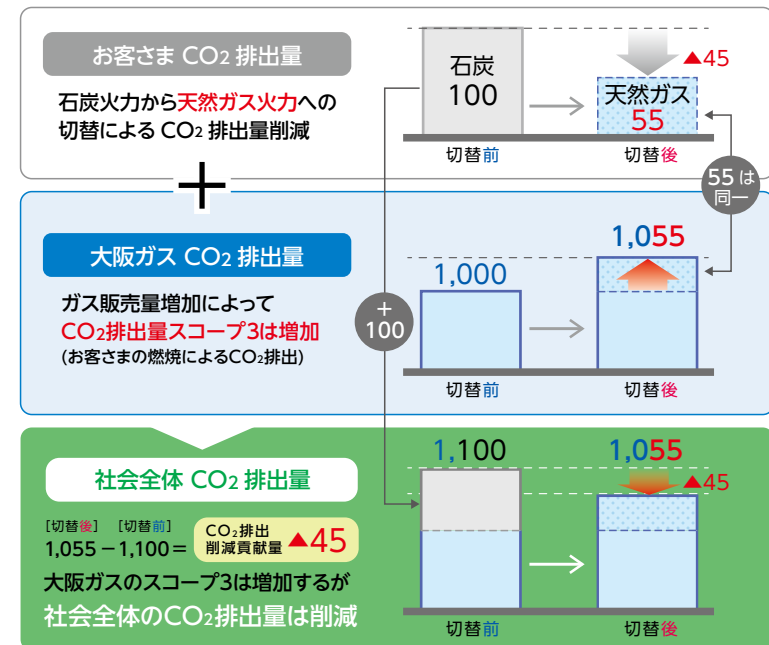 お客さま CO2 排出量
石炭火力から天然ガス火力への
切替による CO2 排出量削減
石炭
100
▲45
天然ガス
55
切替前
切替後
55 は
同一
+
大阪ガス CO2 排出量
ガス販売量増加によって
CO2排出量スコープ3は増加
(お客さまの燃焼によるCO2排出)
+
100
1,000
1,055
切替前
切替後
社会全体 CO2 排出量
[切替後] [切替前]
1,055 − 1,100 =
CO2排出
削減貢献量 ▲45
大阪ガスのスコープ3は増加するが
社会全体のCO2排出量は削減
1,100
1,055
▲45
切替前
切替後